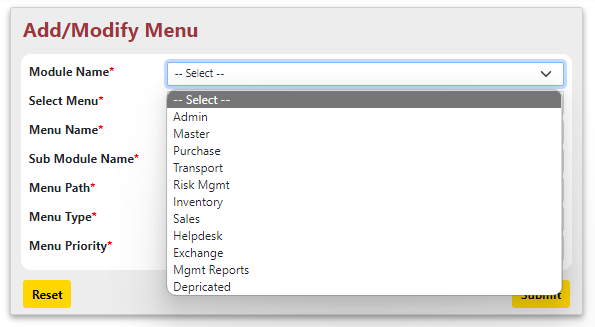 Add/Modify Menu
Module Name*
-- Select --
Select Menu*
-- Select --
Admin
Menu Name*
Master
Purchase
Sub Module Name*
Transport
Menu Path*
Risk Mgmt
Inventory
Menu Type*
Sales
Helpdesk
Menu Priority*
Exchange
Mgmt Reports
Depricated
Reset
Submit